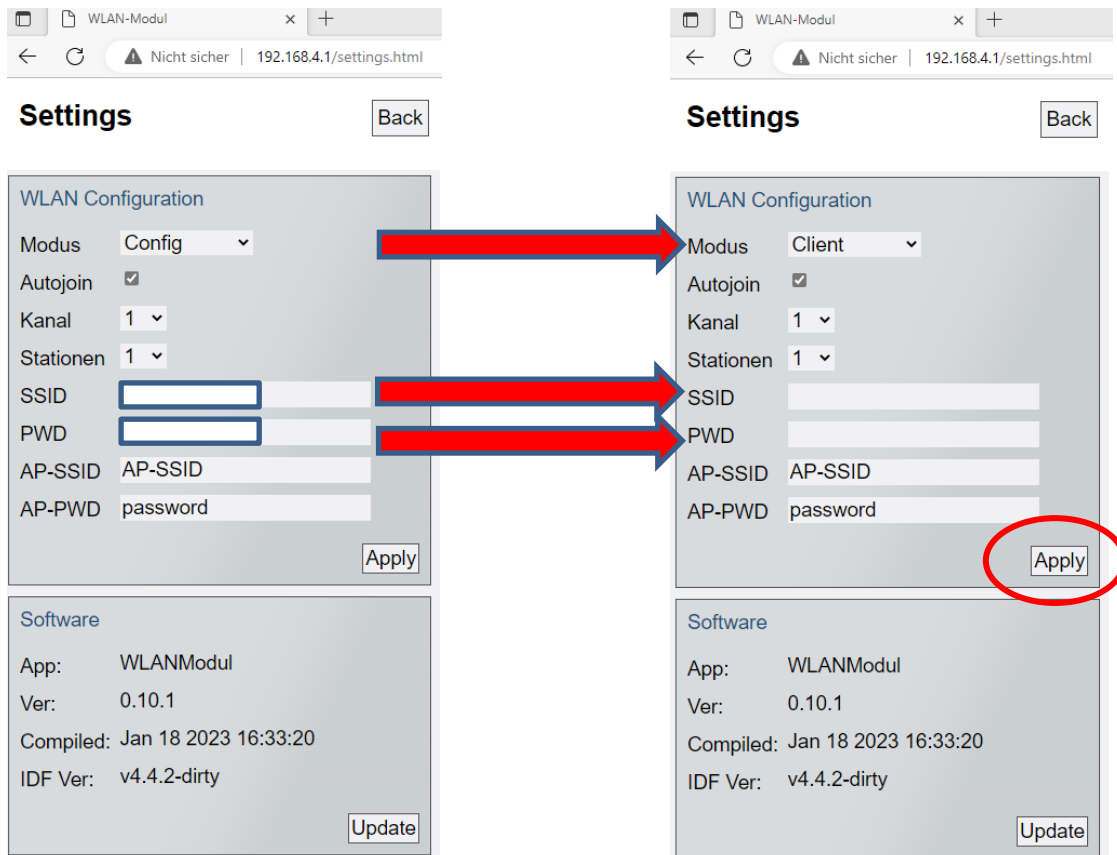 WLAN-Modul
Nicht sicher | 192.168.4.1/settings.html
Settings
Back
WLAN Configuration
Modus Config
Autojoin
Kanal 1
Stationen 1
SSID
PWD
AP-SSID AP-SSID
AP-PWD password
Apply
Software
App: WLANModul
Ver: 0.10.1
Compiled: Jan 18 2023 16:33:20
IDF Ver: v4.4.2-dirty
Update
WLAN-Modul
Nicht sicher | 192.168.4.1/settings.html
Settings
Back
WLAN Configuration
Modus Client
Autojoin
Kanal 1
Stationen 1
SSID
PWD
AP-SSID AP-SSID
AP-PWD password
Apply
Software
App: WLANModul
Ver: 0.10.1
Compiled: Jan 18 2023 16:33:20
IDF Ver: v4.4.2-dirty
Update